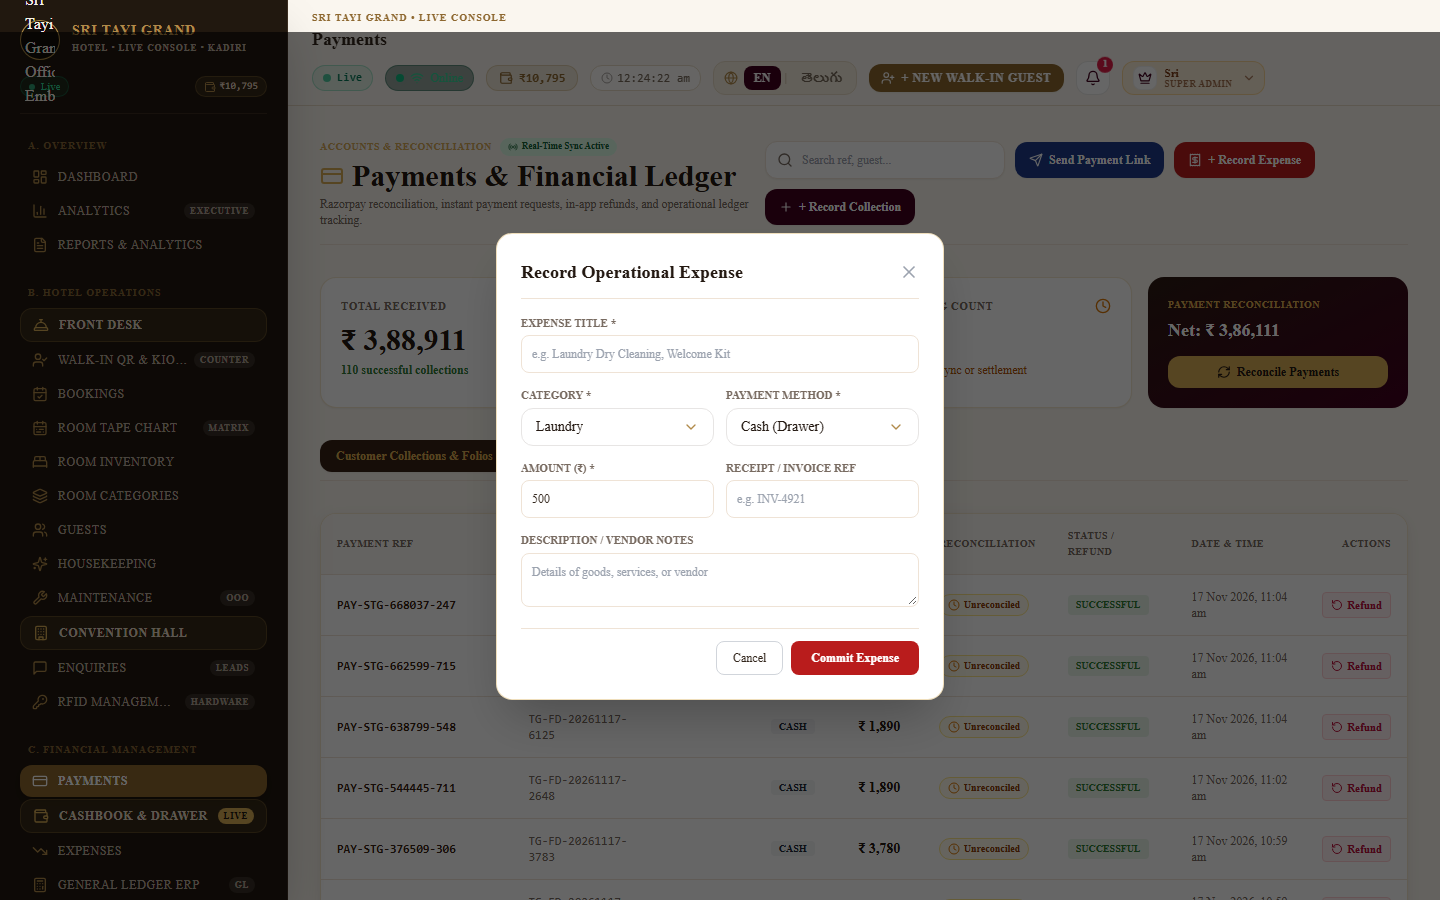 Sri
Tayi
Gran
Offic
Emb
SRI TAYI GRAND
HOTEL • LIVE CONSOLE • KADIRI
Live
₹10,795
A. OVERVIEW
DASHBOARD
ANALYTICS
EXECUTIVE
REPORTS & ANALYTICS
B. HOTEL OPERATIONS
FRONT DESK
WALK-IN QR & KIO...
COUNTER
BOOKINGS
ROOM TAPE CHART
MATRIX
ROOM INVENTORY
ROOM CATEGORIES
GUESTS
HOUSEKEEPING
MAINTENANCE
OOO
CONVENTION HALL
ENQUIRIES
LEADS
RFID MANAGEM...
HARDWARE
C. FINANCIAL MANAGEMENT
PAYMENTS
CASHBOOK & DRAWER
LIVE
EXPENSES
GENERAL LEDGER ERP
GL
SRI TAYI GRAND • LIVE CONSOLE
Payments
Live
₹10,795
12:24:22 am
EN
తెలుగు
+ NEW WALK-IN GUEST
1
Sri
SUPER ADMIN
ACCOUNTS & RECONCILIATION
Real-Time Sync Active
Payments & Financial Ledger
Razorpay reconciliation, instant payment requests, in-app refunds, and operational ledger
tracking.
Search ref, guest...
Send Payment Link
+ Record Expense
+ Record Collection
TOTAL RECEIVED
₹ 3,88,911
110 successful collections
COUNT
ync or settlement
PAYMENT RECONCILIATION
Net: ₹ 3,86,111
Reconcile Payments
Customer Collections & Folios
Record Operational Expense
EXPENSE TITLE *
e.g. Laundry Dry Cleaning, Welcome Kit
CATEGORY *
PAYMENT METHOD *
Laundry
Cash (Drawer)
AMOUNT (₹) *
RECEIPT / INVOICE REF
500
e.g. INV-4921
DESCRIPTION / VENDOR NOTES
Details of goods, services, or vendor
Cancel
Commit Expense
PAYMENT REF
RECONCILIATION
STATUS /
REFUND
DATE & TIME
ACTIONS
PAY-STG-668037-247
Unreconciled
SUCCESSFUL
17 Nov 2026, 11:04
am
Refund
PAY-STG-662599-715
Unreconciled
SUCCESSFUL
17 Nov 2026, 11:04
am
Refund
PAY-STG-638799-548
TG-FD-20261117-
6125
CASH
₹ 1,890
Unreconciled
SUCCESSFUL
17 Nov 2026, 11:04
am
Refund
PAY-STG-544445-711
TG-FD-20261117-
2648
CASH
₹ 1,890
Unreconciled
SUCCESSFUL
17 Nov 2026, 11:02
am
Refund
PAY-STG-376509-306
TG-FD-20261117-
3783
CASH
₹ 3,780
Unreconciled
SUCCESSFUL
17 Nov 2026, 10:59
am
Refund